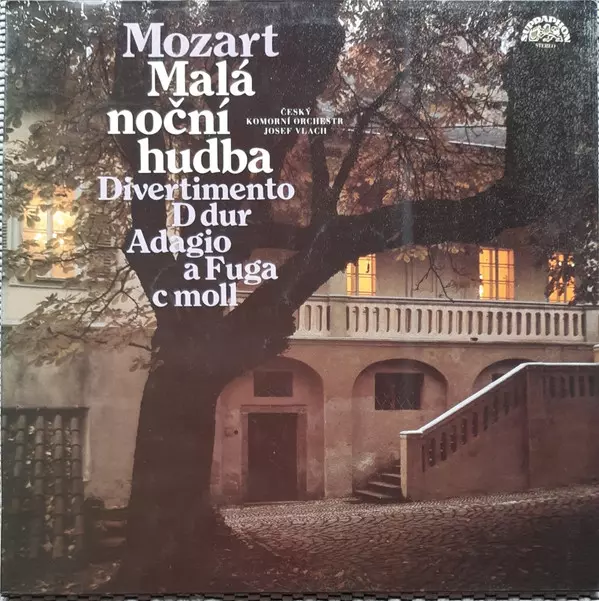 Mozart
Malá
noční
hudba
Divertimento
D dur
Adagio
a Fuga
c moll
ČESKÝ
KOMORNÍ ORCHESTR
JOSEF VLACH
SUPRAPHON
STEREO